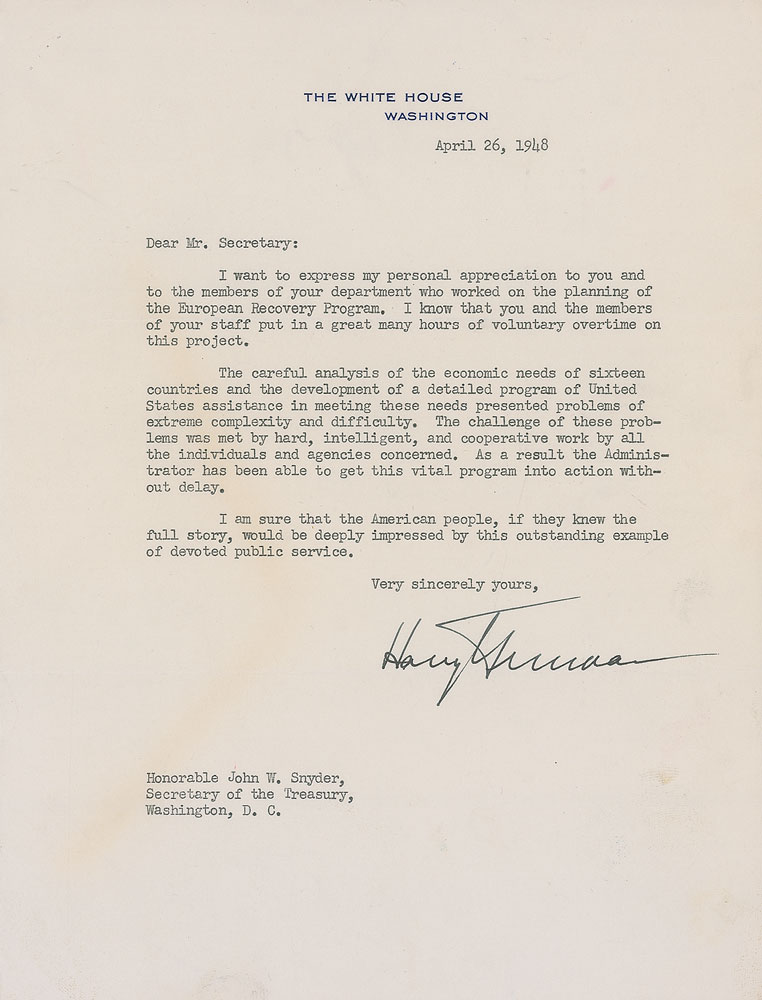 THE WHITE HOUSE
WASHINGTON
April 26, 1948
Dear Mr. Secretary:
I want to express my personal appreciation to you and
to the members of your department who worked on the planning of
the European Recovery Program. I know that you and the members
of your staff put in a great many hours of voluntary overtime on
this project.
The careful analysis of the economic needs of sixteen
countries and the development of a detailed program of United
States assistance in meeting these needs presented problems of
extreme complexity and difficulty. The challenge of these prob-
lems was met by hard, intelligent, and cooperative work by all
the individuals and agencies concerned. As a result the Adminis-
trator has been able to get this vital program into action with-
out delay.
I am sure that the American people, if they knew the
full story, would be deeply impressed by this outstanding example
of devoted public service.
Very sincerely yours,
Harry Truman
Honorable John W. Snyder,
Secretary of the Treasury,
Washington, D. C.